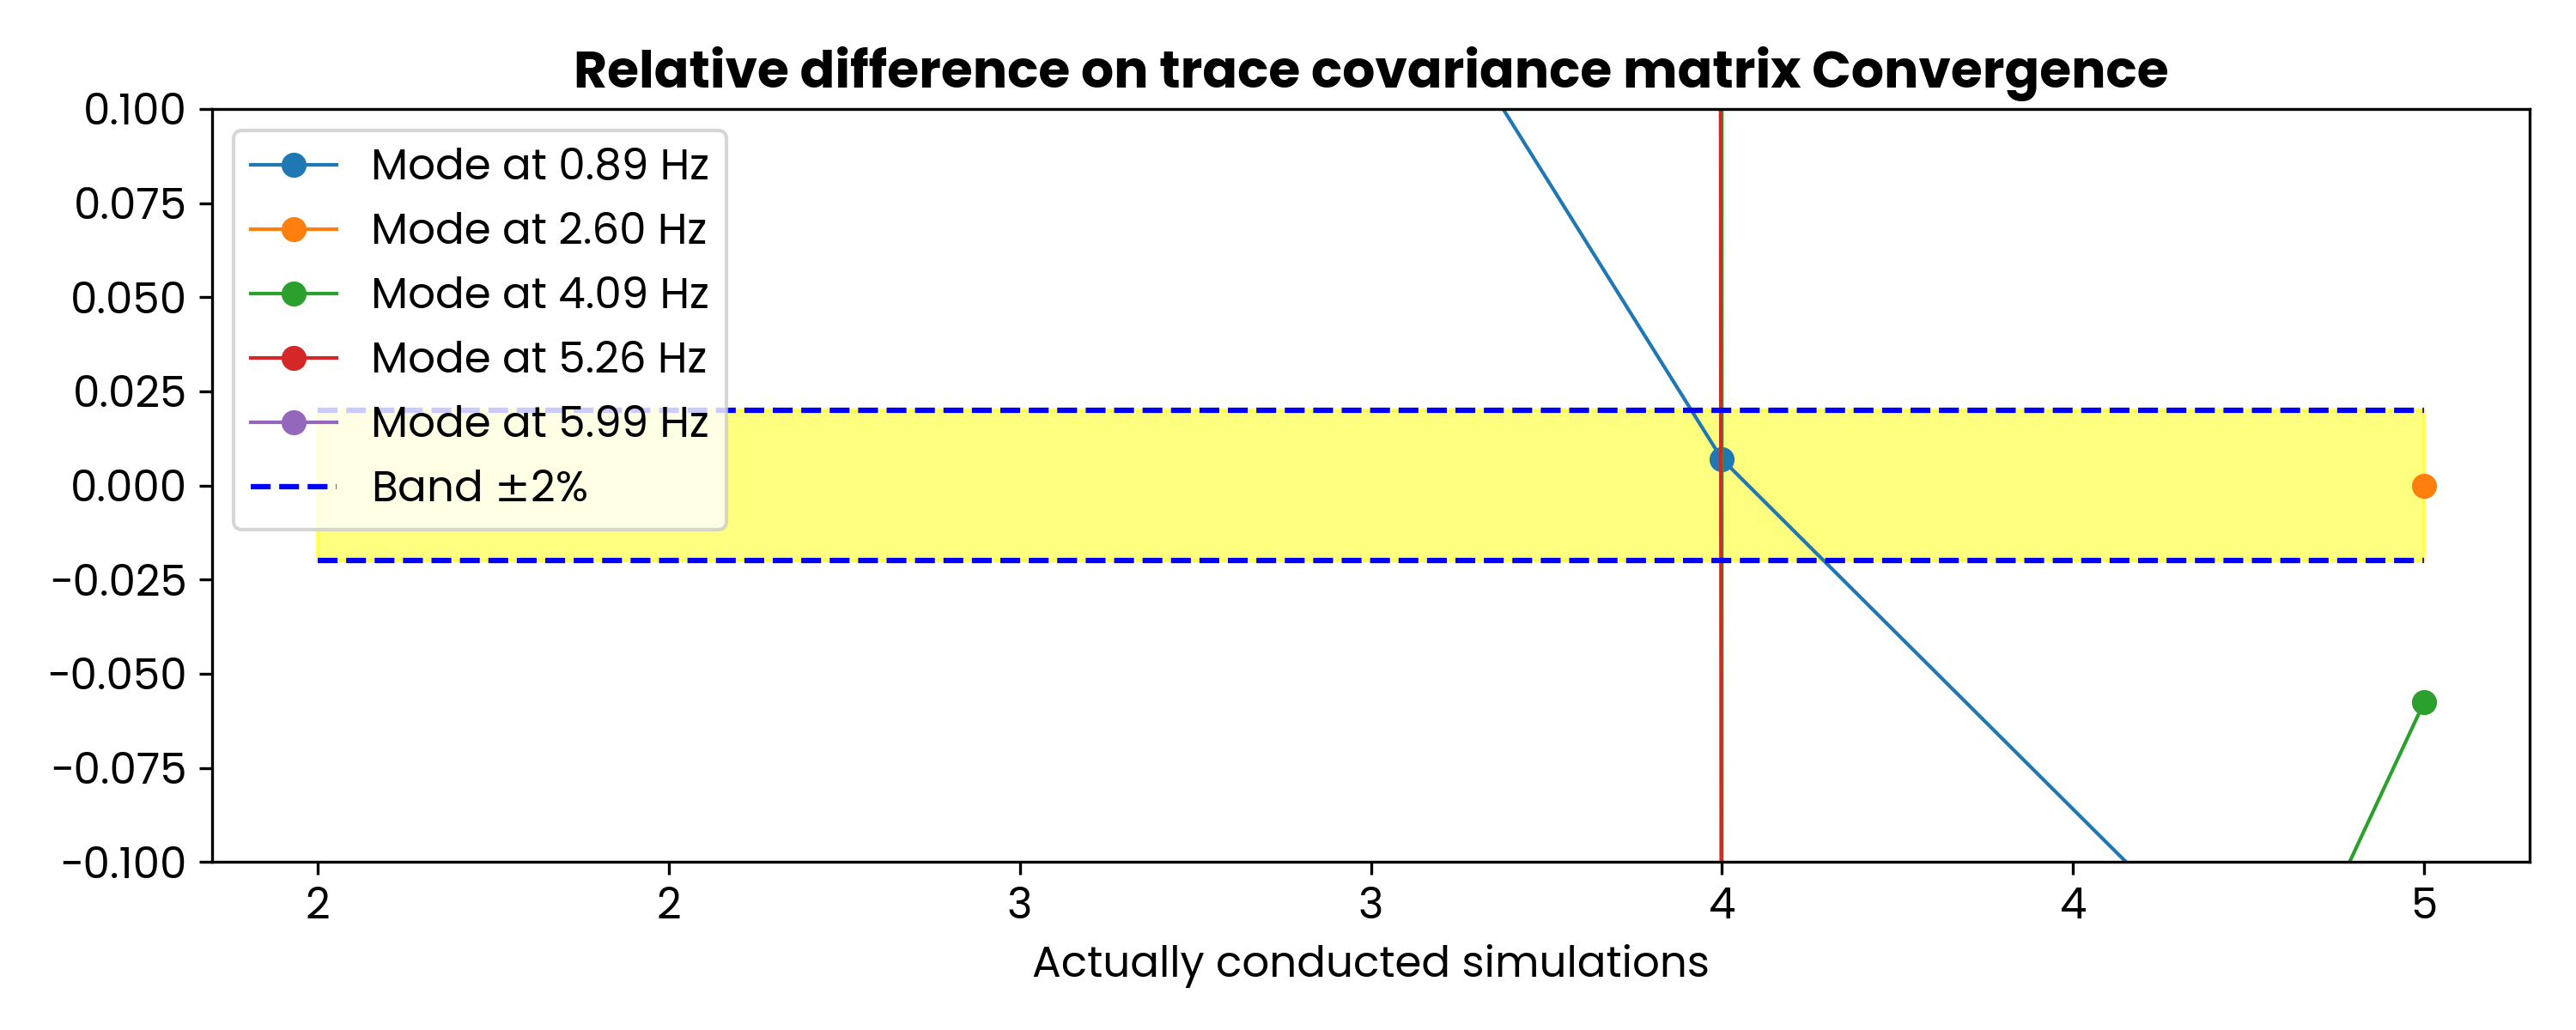 Relative difference on trace covariance matrix Convergence
0.100
0.075
0.050
0.025
0.000
−0.025
−0.050
−0.075
−0.100
Mode at 0.89 Hz
Mode at 2.60 Hz
Mode at 4.09 Hz
Mode at 5.26 Hz
Mode at 5.99 Hz
Band ±2%
2 2 3 3 4 4 5
Actually conducted simulations